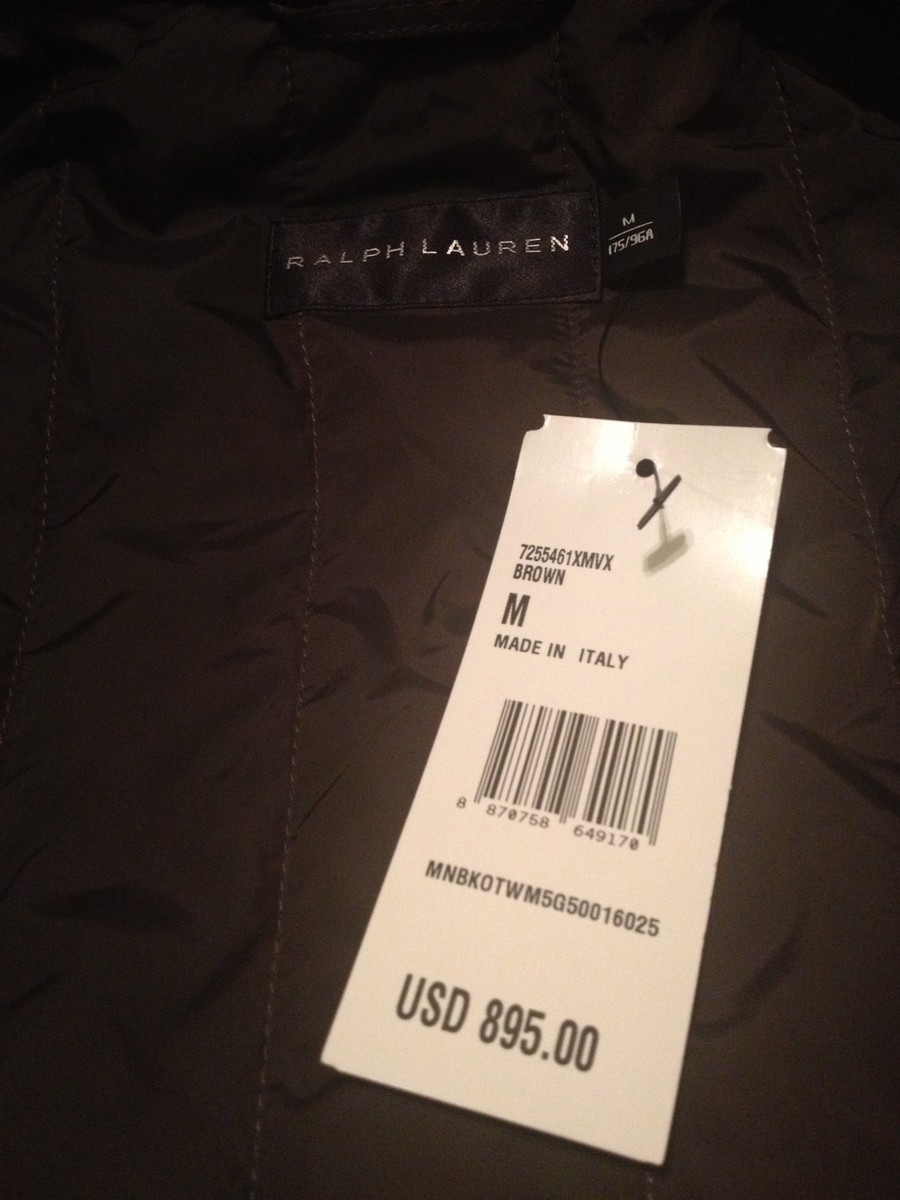 RALPH LAUREN
M
175/96A
7255461XMVX
BROWN
M
MADE IN ITALY
8 870758 649170
MNBKOTWM5G50016025
USD 895.00